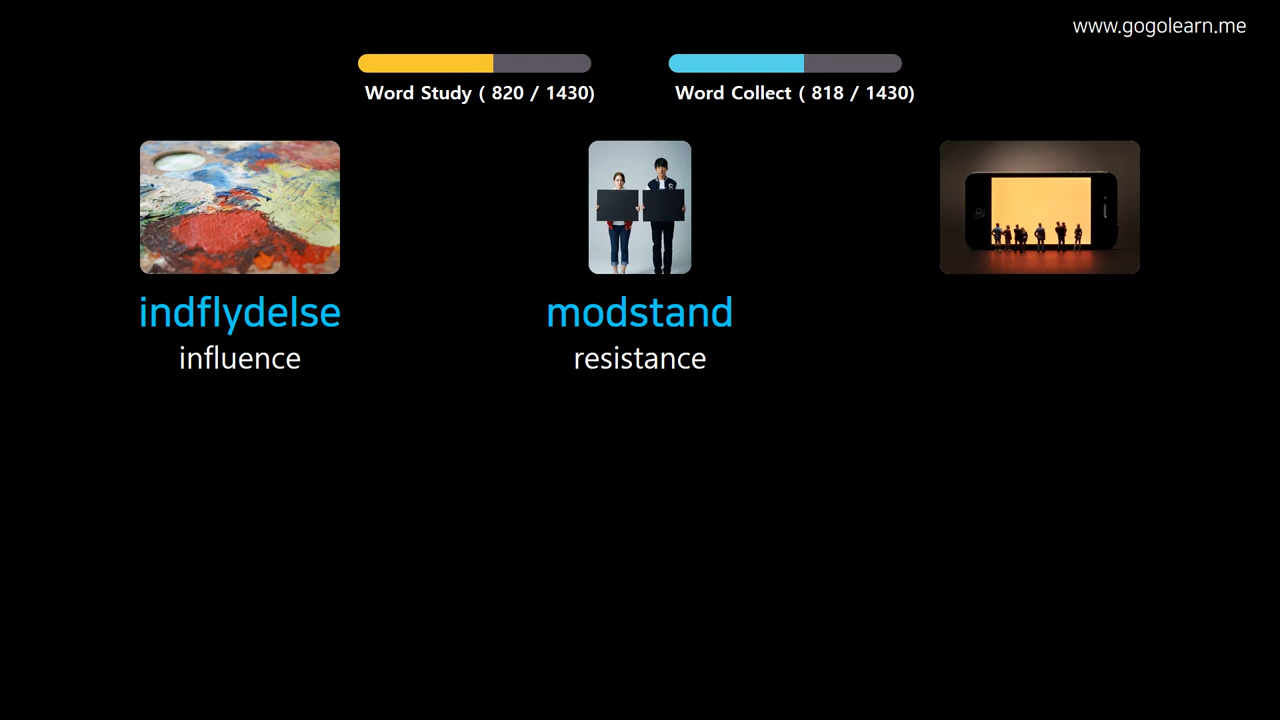 www.gogolearn.me
Word Study ( 820 / 1430)
Word Collect ( 818 / 1430)
indflydelse
influence
modstand
resistance